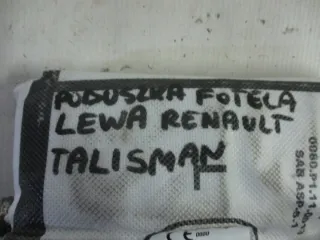 PODUSZKA FOTELA
LEWA RENAULT
TALISMAN